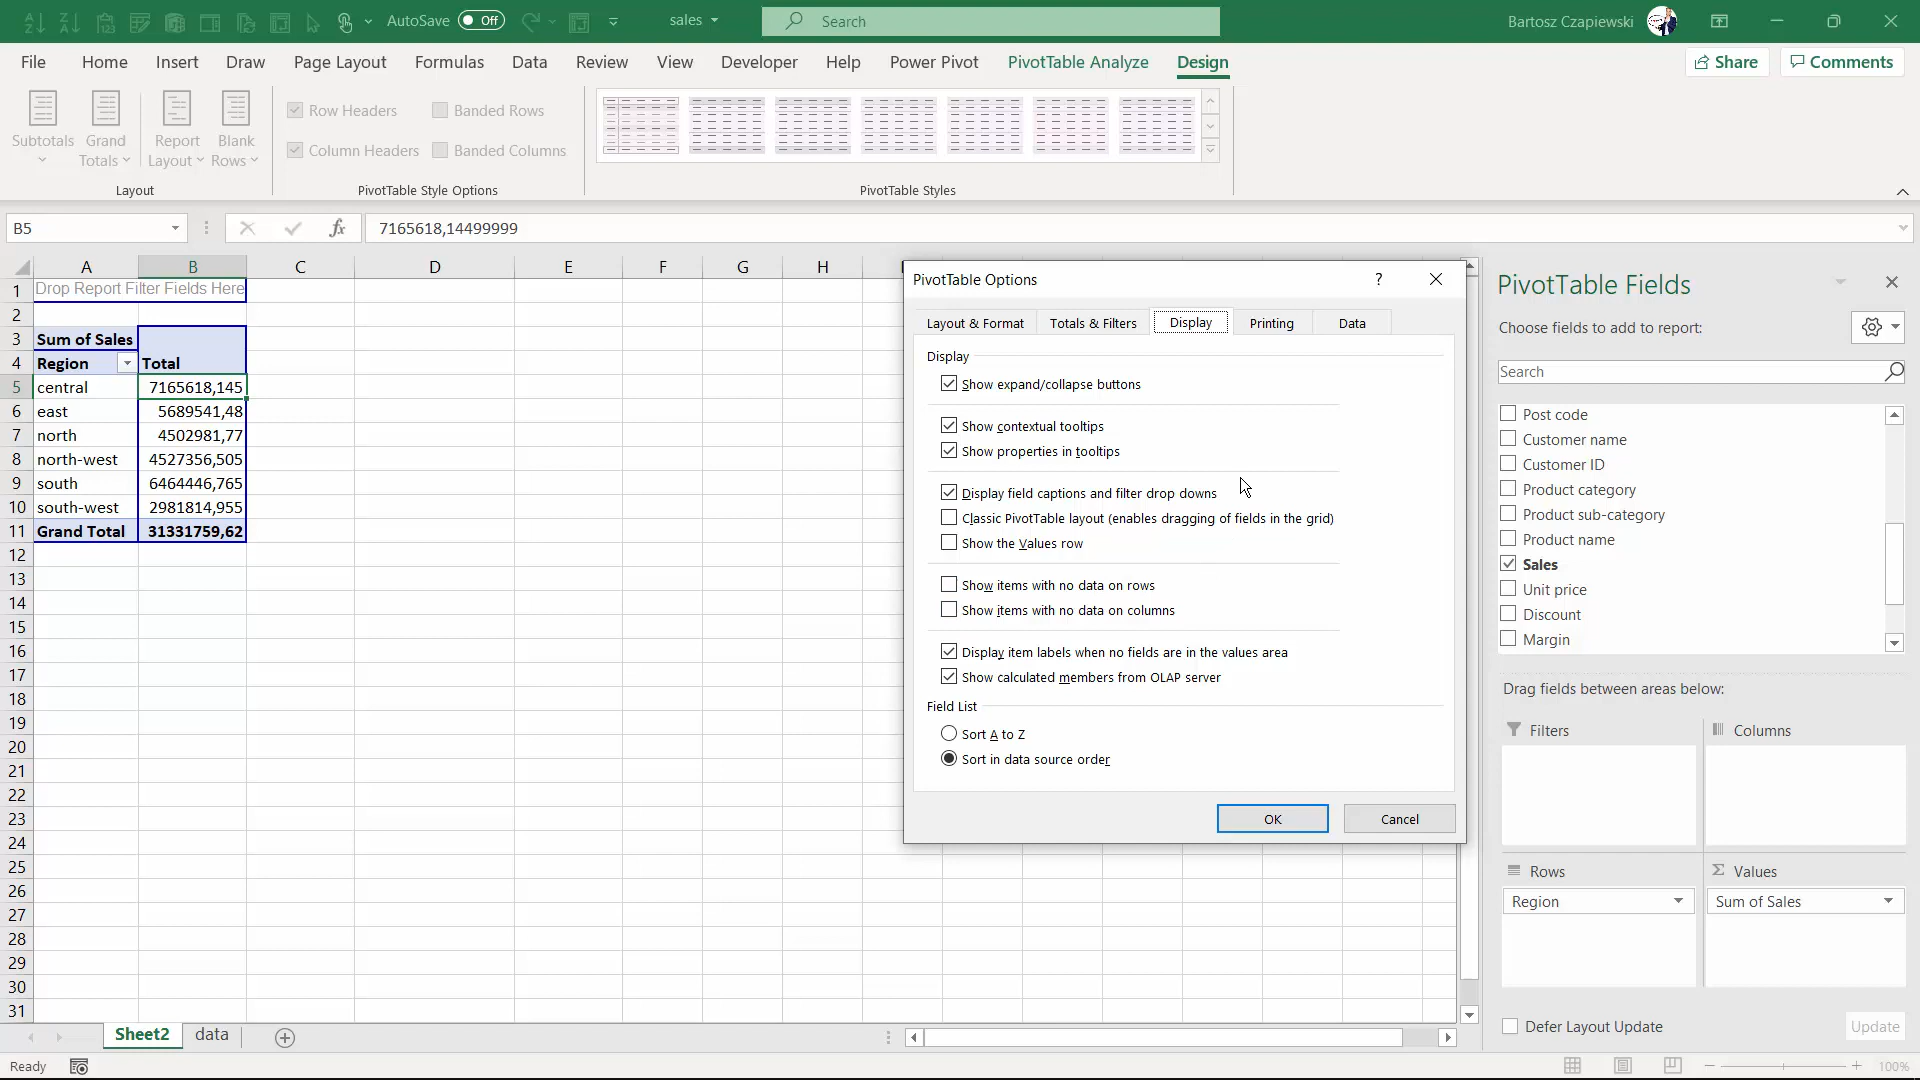 AutoSave Off sales Search Bartosz Czapiewski
File Home Insert Draw Page Layout Formulas Data Review View Developer Help Power Pivot PivotTable Analyze Design Share Comments
Subtotals Grand Totals Report Layout Blank Rows
Row Headers Banded Rows
Column Headers Banded Columns
Layout PivotTable Style Options PivotTable Styles
B5 fx 7165618,14499999
A B C D E F G H
1 Drop Report Filter Fields Here
2
3 Sum of Sales
4 Region Total
5 central 7165618,145
6 east 5689541,48
7 north 4502981,77
8 north-west 4527356,505
9 south 6464446,765
10 south-west 2981814,955
11 Grand Total 31331759,62
12
13
14
15
16
17
18
19
20
21
22
23
24
25
26
27
28
29
30
31
PivotTable Options ?
Layout & Format Totals & Filters Display Printing Data
Display
Show expand/collapse buttons
Show contextual tooltips
Show properties in tooltips
Display field captions and filter drop downs
Classic PivotTable layout (enables dragging of fields in the grid)
Show the Values row
Show items with no data on rows
Show items with no data on columns
Display item labels when no fields are in the values area
Show calculated members from OLAP server
Field List
Sort A to Z
Sort in data source order
OK Cancel
PivotTable Fields
Choose fields to add to report:
Search
Post code
Customer name
Customer ID
Product category
Product sub-category
Product name
Sales
Unit price
Discount
Margin
Drag fields between areas below:
Filters Columns
Rows Σ Values
Region Sum of Sales
Defer Layout Update Update
Sheet2 data
Ready 100%